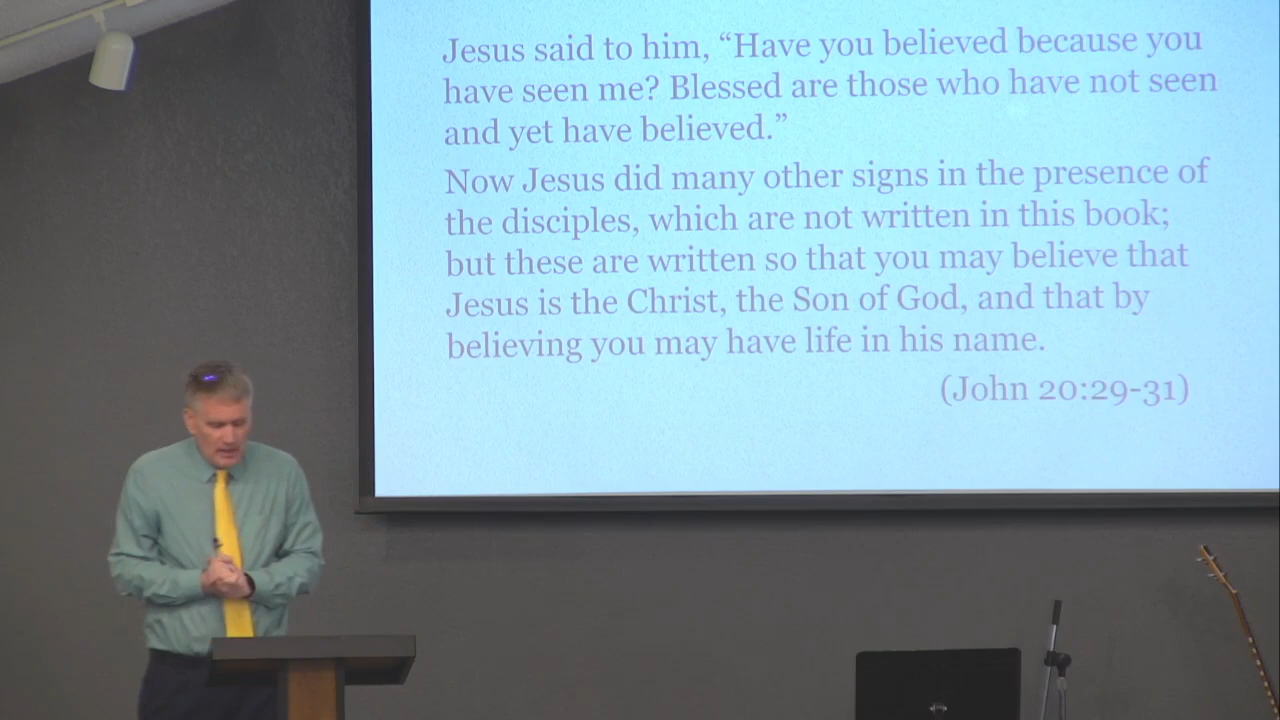 Jesus said to him, “Have you believed because you
have seen me? Blessed are those who have not seen
and yet have believed.”
Now Jesus did many other signs in the presence of
the disciples, which are not written in this book;
but these are written so that you may believe that
Jesus is the Christ, the Son of God, and that by
believing you may have life in his name.
(John 20:29-31)